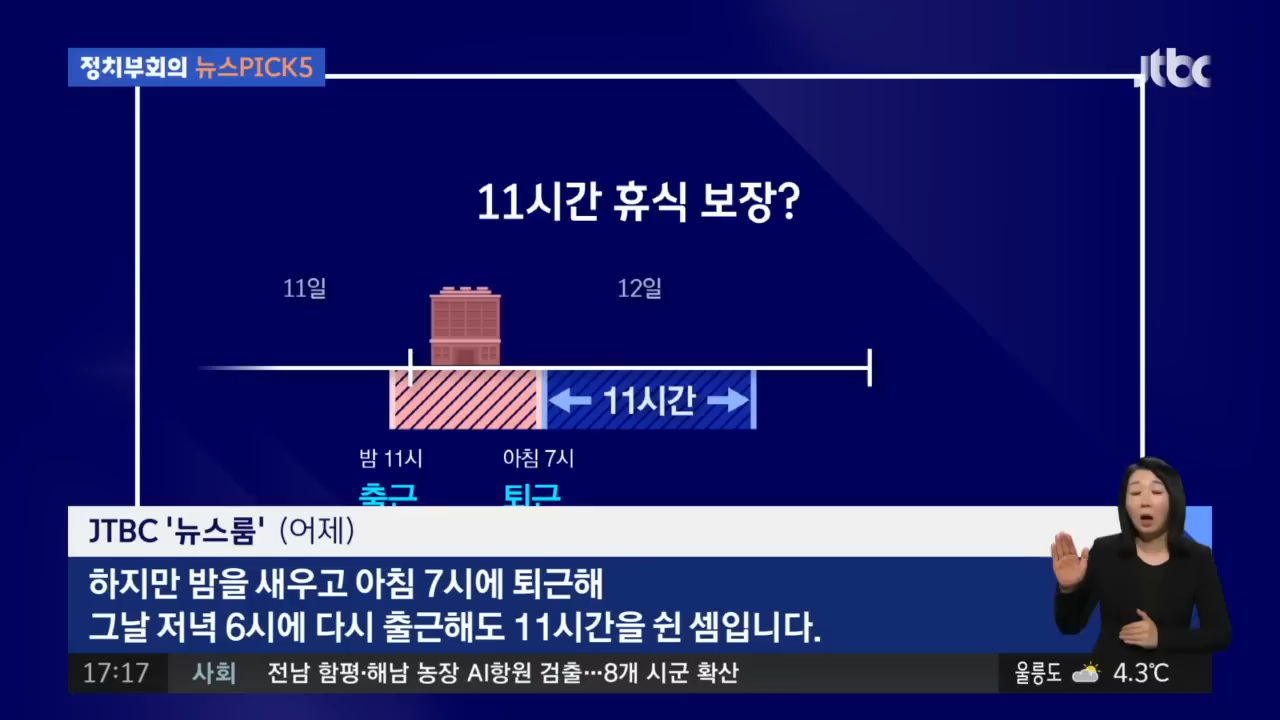 정치부회의 뉴스PICK5
jtbc
11시간 휴식 보장?
11일
12일
11시간
밤 11시
아침 7시
출근
퇴근
JTBC '뉴스룸' (어제)
하지만 밤을 새우고 아침 7시에 퇴근해
그날 저녁 6시에 다시 출근해도 11시간을 쉰 셈입니다.
17:17 사회 전남 함평·해남 농장 AI항원 검출…8개 시군 확산 울릉도 4.3℃